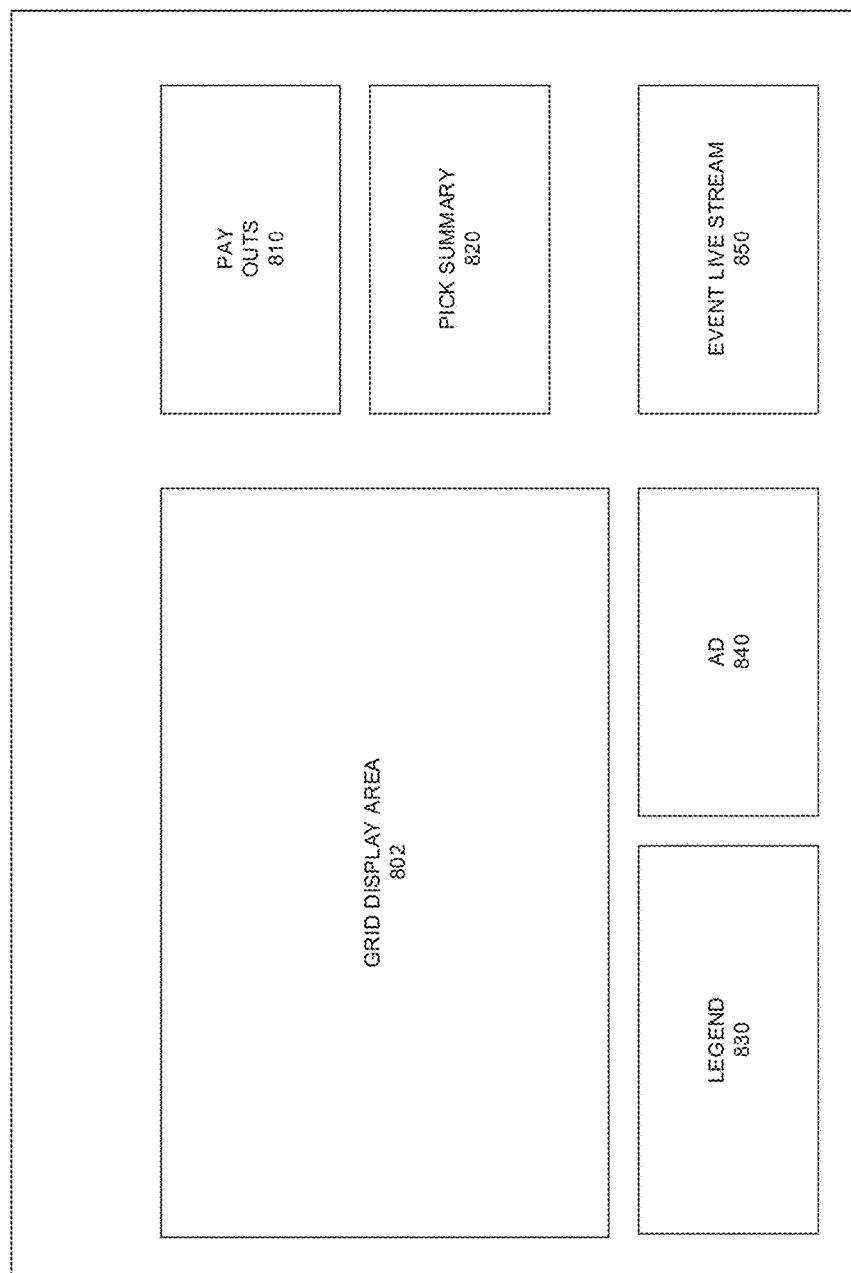 GRID DISPLAY AREA
802
PAY
OUTS
810
PICK SUMMARY
820
LEGEND
830
AD
840
EVENT LIVE STREAM
850